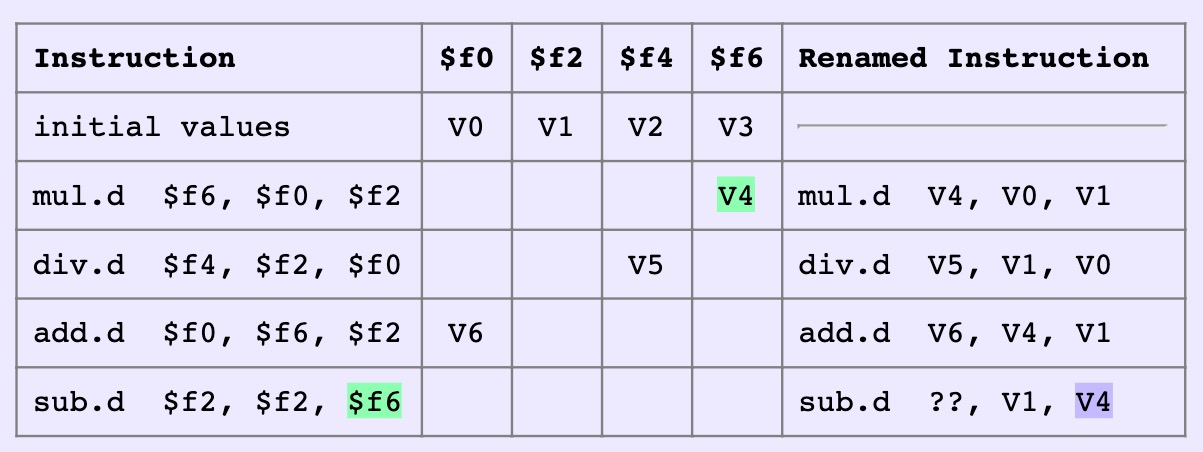 Instruction $f0 $f2 $f4 $f6 Renamed Instruction
initial values V0 V1 V2 V3
mul.d $f6, $f0, $f2 V4 mul.d V4, V0, V1
div.d $f4, $f2, $f0 V5 div.d V5, V1, V0
add.d $f0, $f6, $f2 V6 add.d V6, V4, V1
sub.d $f2, $f2, $f6 sub.d ??, V1, V4